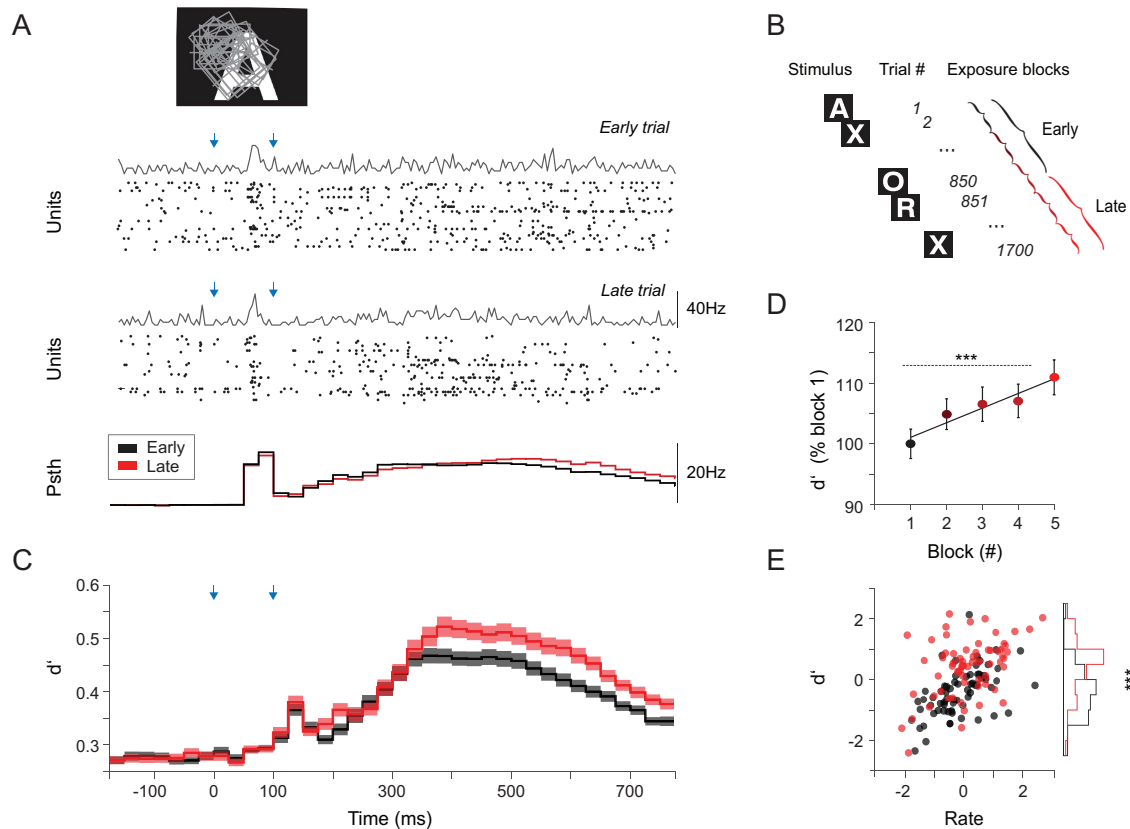 A
Early trial
Units
Late trial
40Hz
Units
Early
Late
Psth
20Hz
B
Stimulus Trial # Exposure blocks
A 1
X 2
Early
...
O 850
R 851
Late
...
X 1700
C
d'
0.6
0.5
0.4
0.3
-100 0 100 300 500 700
Time (ms)
D
d' (% block 1)
120
110
100
90
***
1 2 3 4 5
Block (#)
E
d'
2
0
-2
***
-2 0 2
Rate